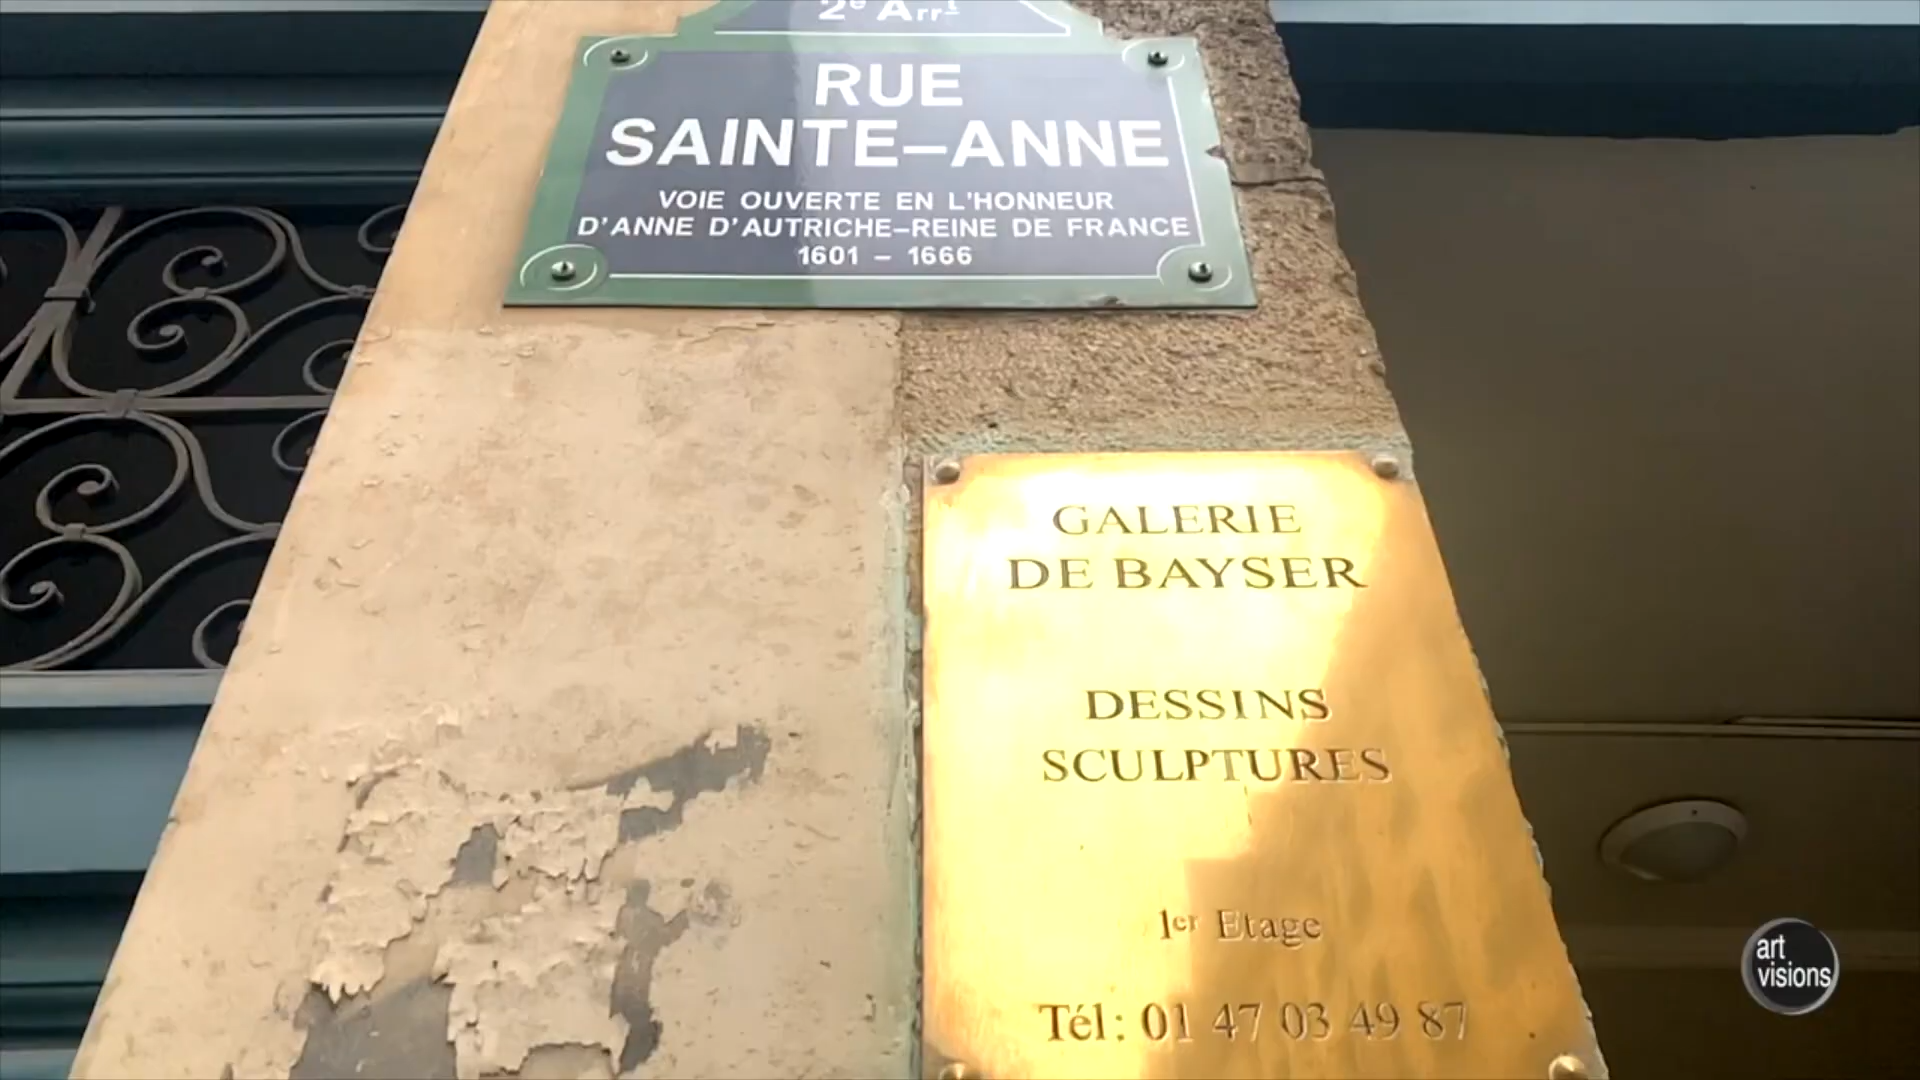 2e Arrt
RUE
SAINTE–ANNE
VOIE OUVERTE EN L'HONNEUR
D'ANNE D'AUTRICHE–REINE DE FRANCE
1601 – 1666
GALERIE
DE BAYSER
DESSINS
SCULPTURES
1er Etage
Tél: 01 47 03 49 87
art
visions